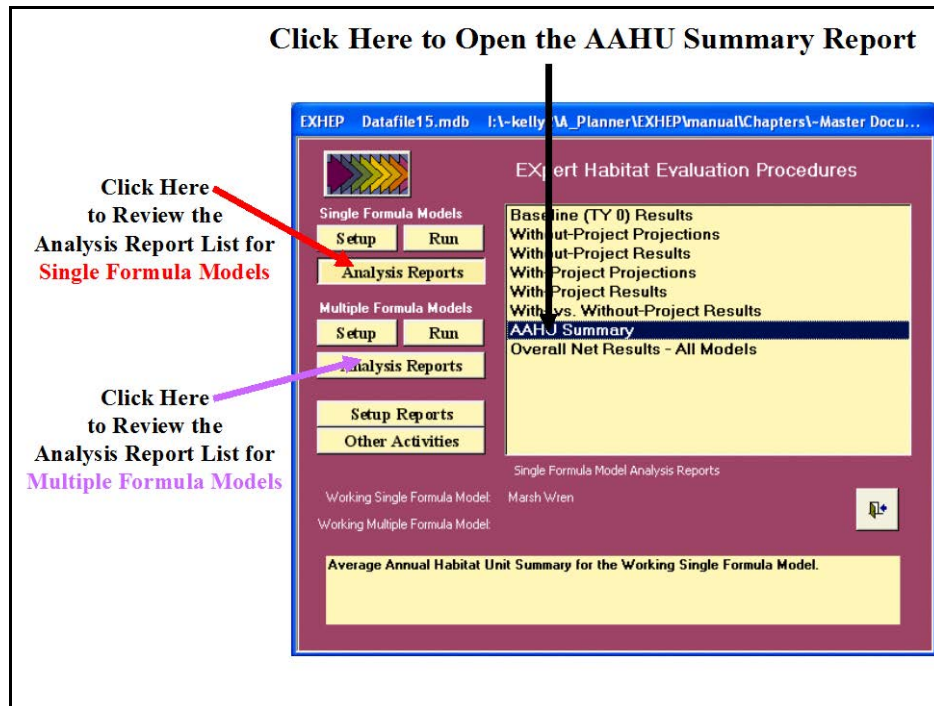 Click Here to Open the AAHU Summary Report
EXHEP Datafile15.mdb I:\~kelly\A_Planner\EXHEP\manual\Chapters\~Master Docu...
EXpert Habitat Evaluation Procedures
Click Here
to Review the
Analysis Report List for
Single Formula Models
Single Formula Models
Setup Run
Analysis Reports
Multiple Formula Models
Setup Run
Analysis Reports
Setup Reports
Other Activities
Baseline (TY 0) Results
Without-Project Projections
Without-Project Results
With-Project Projections
With-Project Results
With vs. Without-Project Results
AAHU Summary
Overall Net Results - All Models
Click Here
to Review the
Analysis Report List for
Multiple Formula Models
Single Formula Model Analysis Reports
Working Single Formula Model: Marsh Wren
Working Multiple Formula Model:
Average Annual Habitat Unit Summary for the Working Single Formula Model.